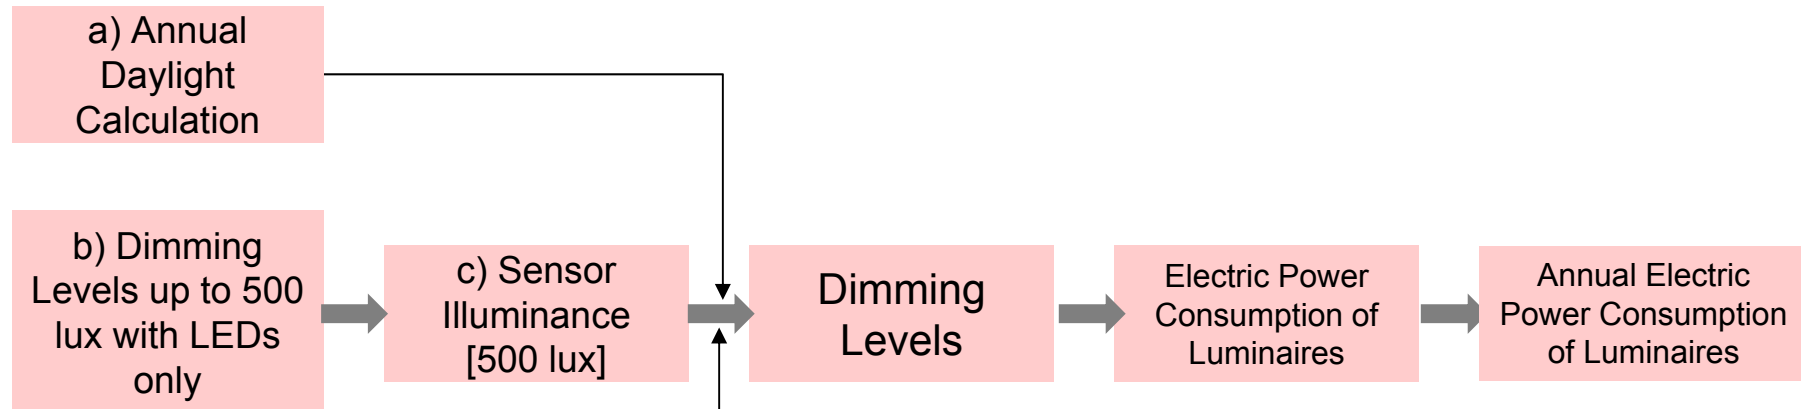 a) Annual
Daylight
Calculation
b) Dimming
Levels up to 500
lux with LEDs
only
c) Sensor
Illuminance
[500 lux]
Dimming
Levels
Electric Power
Consumption of
Luminaires
Annual Electric
Power Consumption
of Luminaires